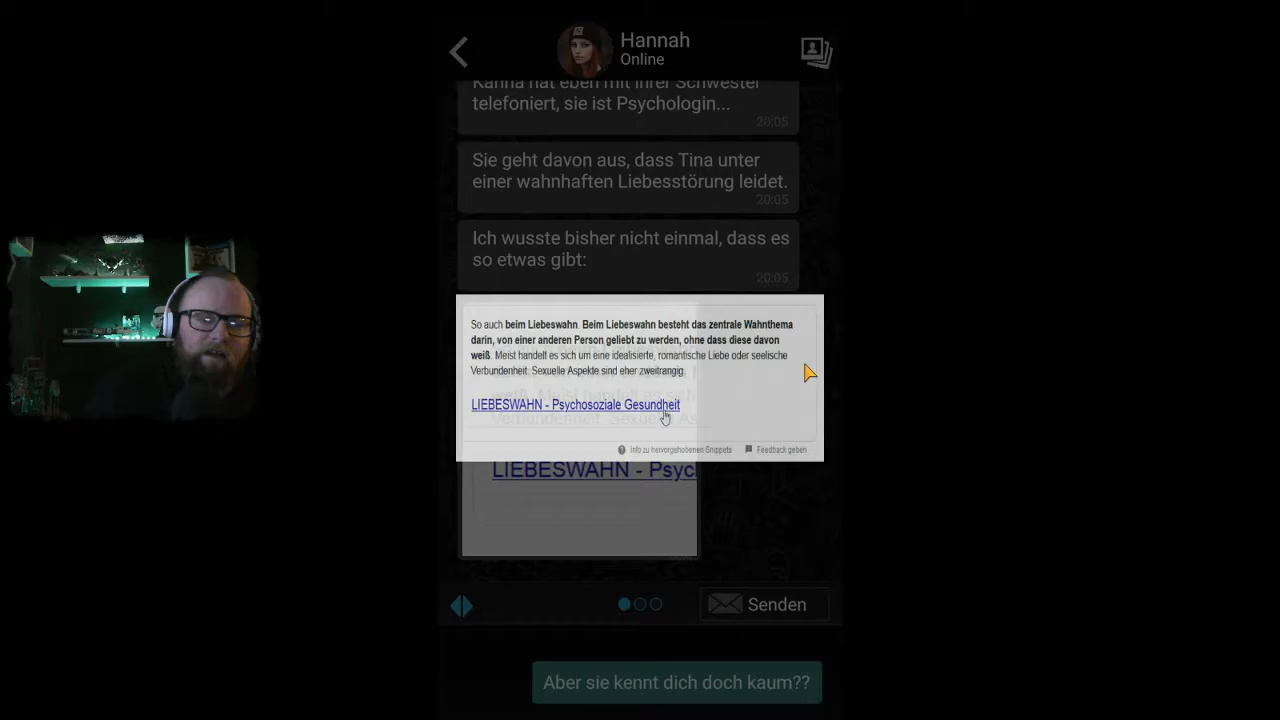 Hannah
Online
Kanna hat eben mit ihrer Schwester
telefoniert, sie ist Psychologin...
20:05
Sie geht davon aus, dass Tina unter
einer wahnhaften Liebesstörung leidet.
20:05
Ich wusste bisher nicht einmal, dass es
so etwas gibt:
20:05
So auch beim Liebeswahn. Beim Liebeswahn besteht das zentrale Wahnthema
darin, von einer anderen Person geliebt zu werden, ohne dass diese davon
weiß. Meist handelt es sich um eine idealisierte, romantische Liebe oder seelische
Verbundenheit. Sexuelle Aspekte sind eher zweitrangig.
LIEBESWAHN - Psychosoziale Gesundheit
Info zu hervorgehobenen Snippets
Feedback geben
LIEBESWAHN - Psyc
Senden
Aber sie kennt dich doch kaum??